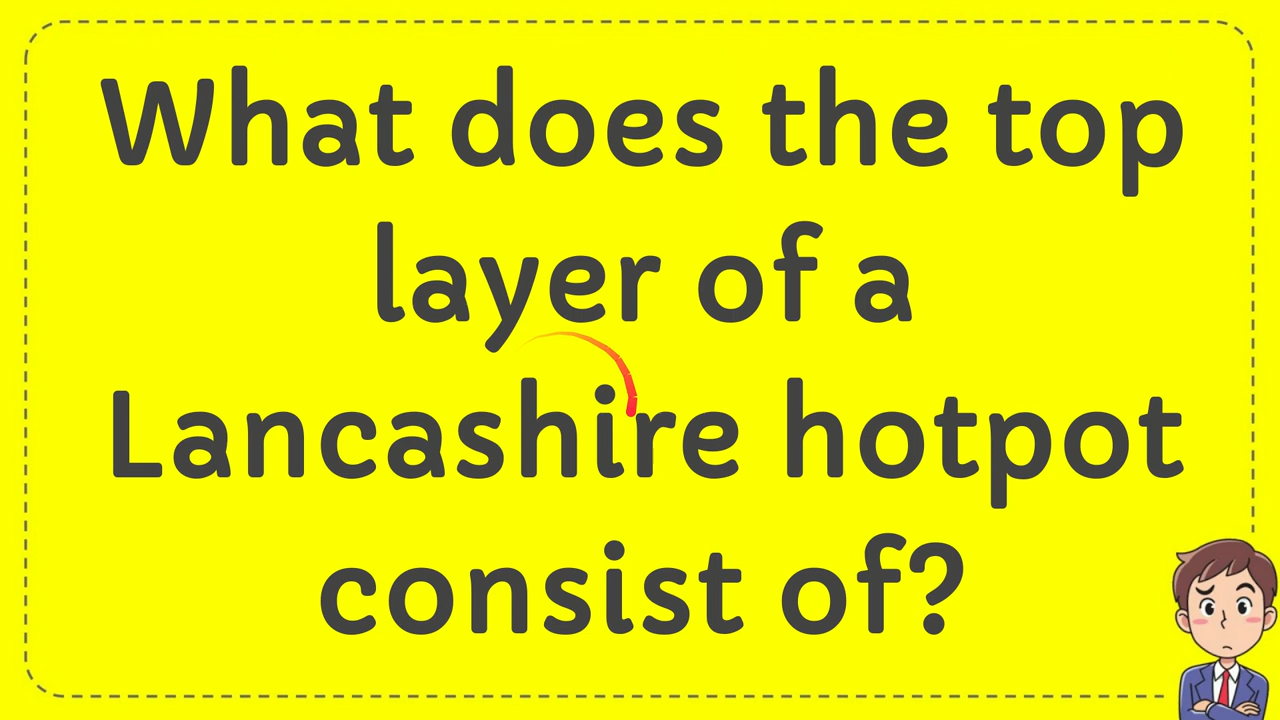 What does the top
layer of a
Lancashire hotpot
consist of?